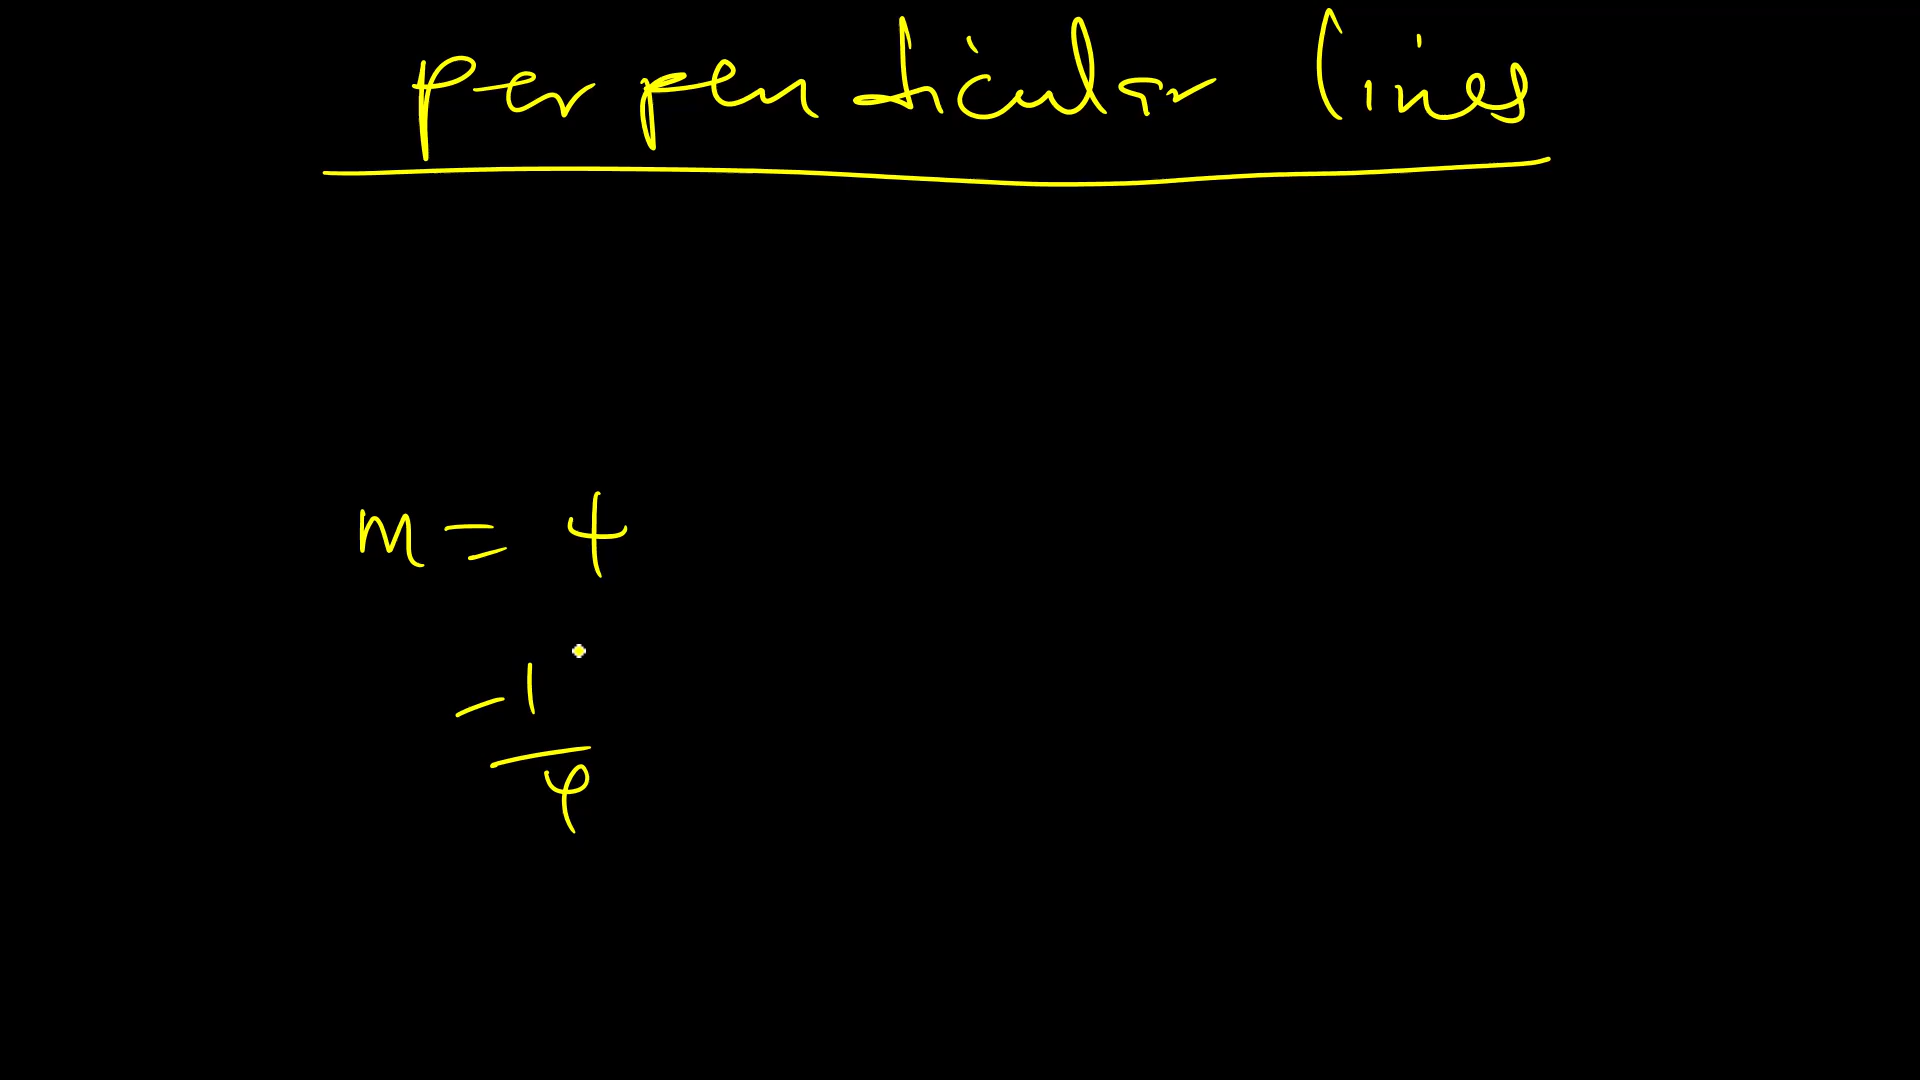 perpendicular lines
m = 4
-1
4